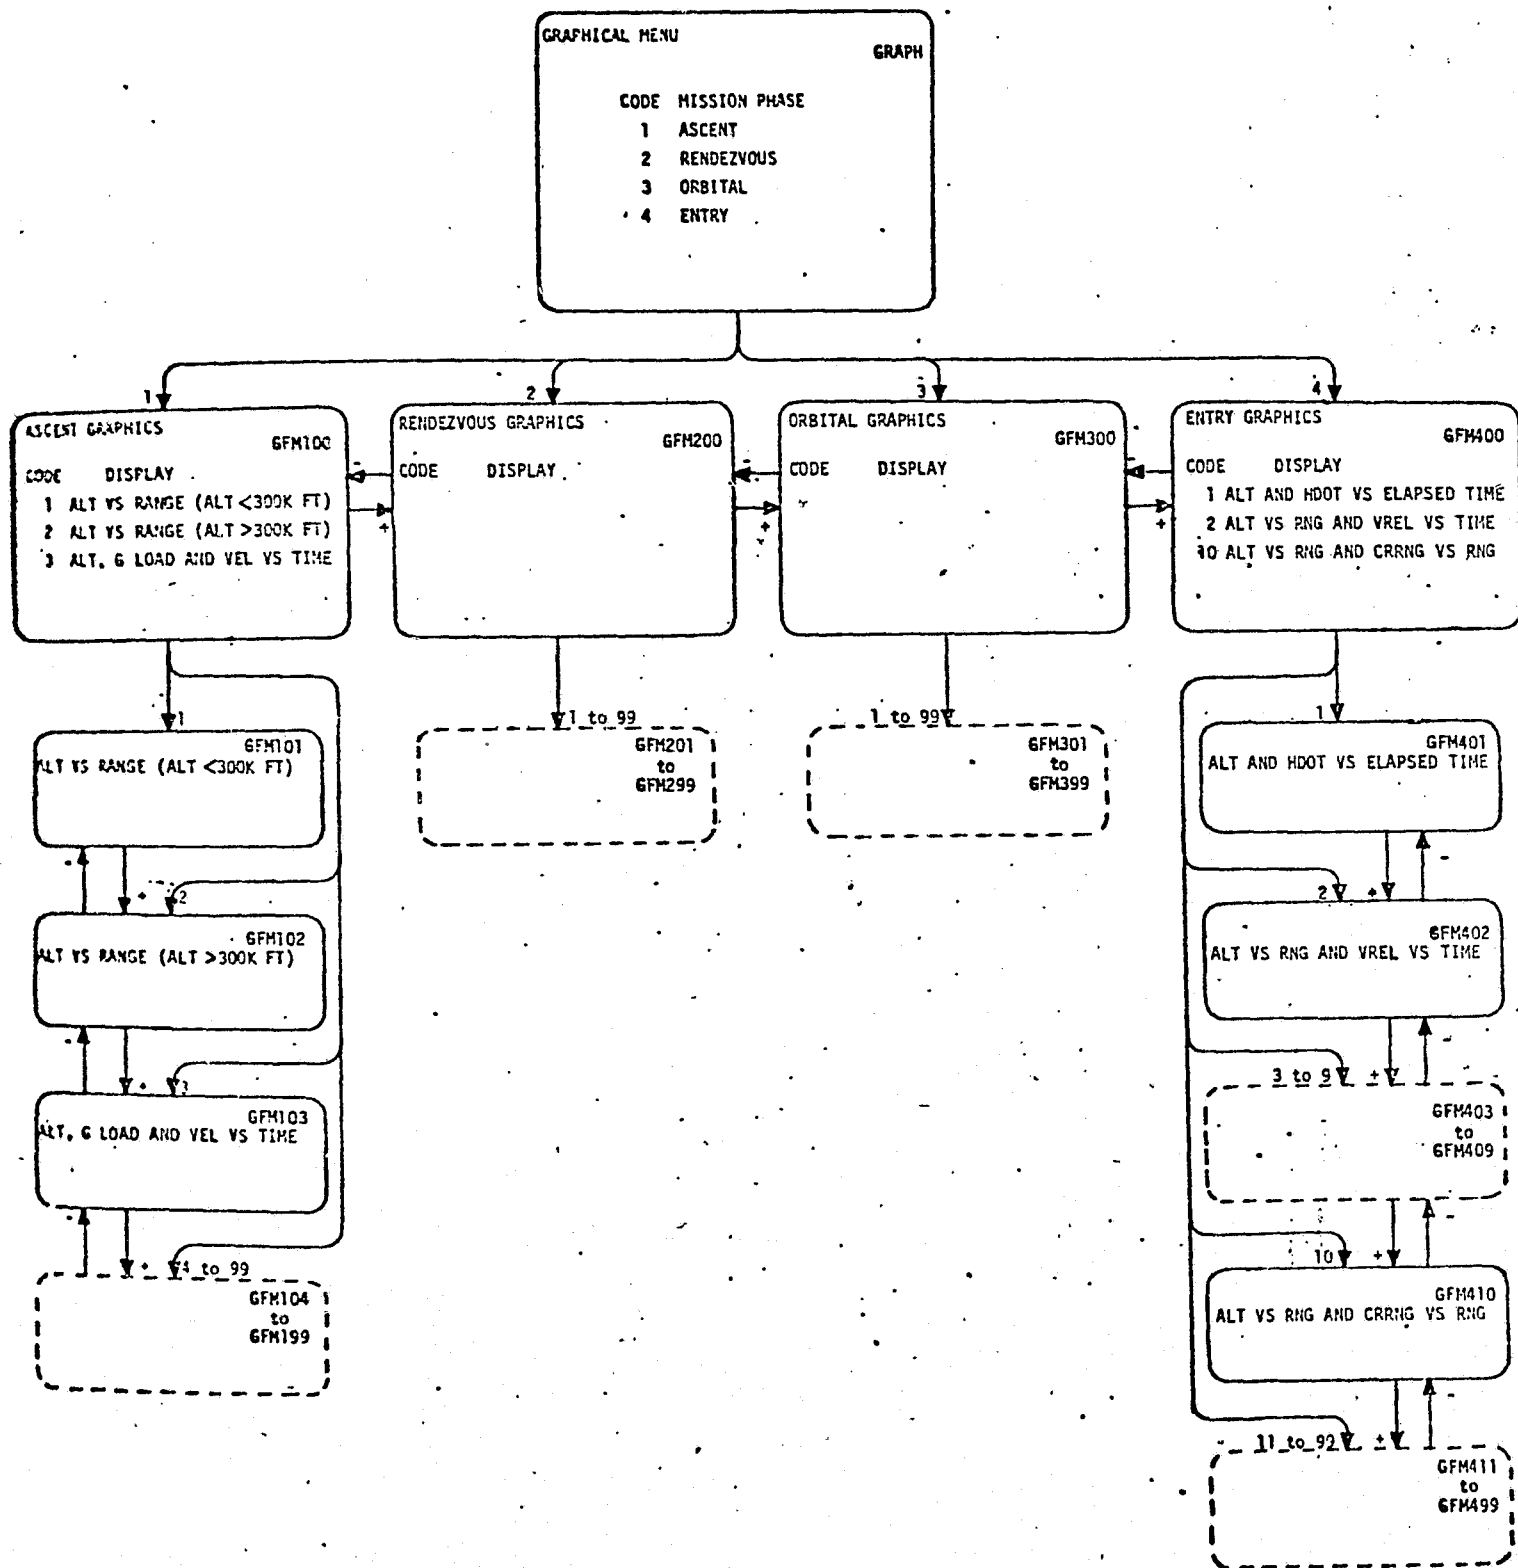 GRAPHICAL MENU
GRAPH
CODE MISSION PHASE
1 ASCENT
2 RENDEZVOUS
3 ORBITAL
4 ENTRY
1
2
3
4
ASCENT GRAPHICS
GFM100
CODE DISPLAY
1 ALT VS RANGE (ALT <300K FT)
2 ALT VS RANGE (ALT >300K FT)
3 ALT, G LOAD AND VEL VS TIME
-
+
RENDEZVOUS GRAPHICS
GFM200
CODE DISPLAY
-
+
ORBITAL GRAPHICS
GFM300
CODE DISPLAY
-
+
ENTRY GRAPHICS
GFM400
CODE DISPLAY
1 ALT AND HDOT VS ELAPSED TIME
2 ALT VS RNG AND VREL VS TIME
10 ALT VS RNG AND CRRNG VS RNG
1
GFM101
ALT VS RANGE (ALT <300K FT)
- + 2
GFM102
ALT VS RANGE (ALT >300K FT)
- + 3
GFM103
ALT, G LOAD AND VEL VS TIME
- + 4 to 99
GFM104
to
GFM199
1 to 99
GFM201
to
GFM299
1 to 99
GFM301
to
GFM399
1
GFM401
ALT AND HDOT VS ELAPSED TIME
2 + -
GFM402
ALT VS RNG AND VREL VS TIME
3 to 9 + -
GFM403
to
GFM409
10 + -
GFM410
ALT VS RNG AND CRRNG VS RNG
11 to 99 + -
GFM411
to
GFM499